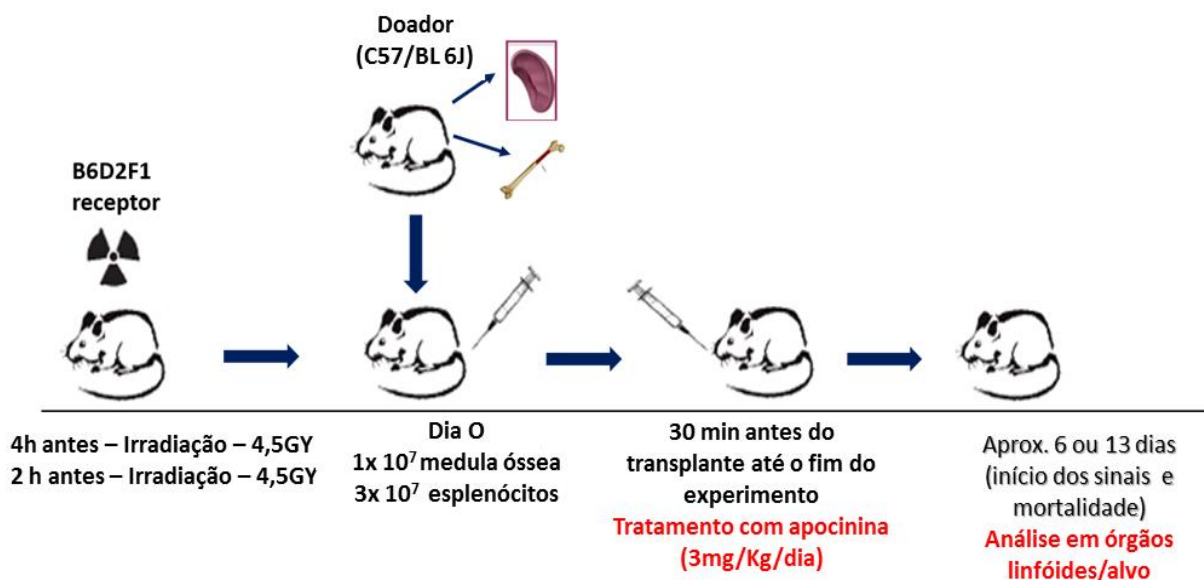 Doador
(C57/BL 6J)
B6D2F1
receptor
4h antes – Irradiação – 4,5GY
2 h antes – Irradiação – 4,5GY
Dia O
1x 10⁷ medula óssea
3x 10⁷ esplenócitos
30 min antes do
transplante até o fim do
experimento
Tratamento com apocinina
(3mg/Kg/dia)
Aprox. 6 ou 13 dias
(início dos sinais e
mortalidade)
Análise em órgãos
linfóides/alvo